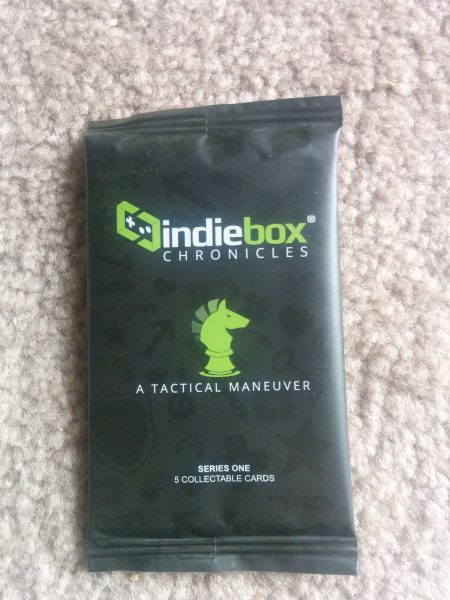 indiebox®
CHRONICLES
A TACTICAL MANEUVER
SERIES ONE
5 COLLECTABLE CARDS